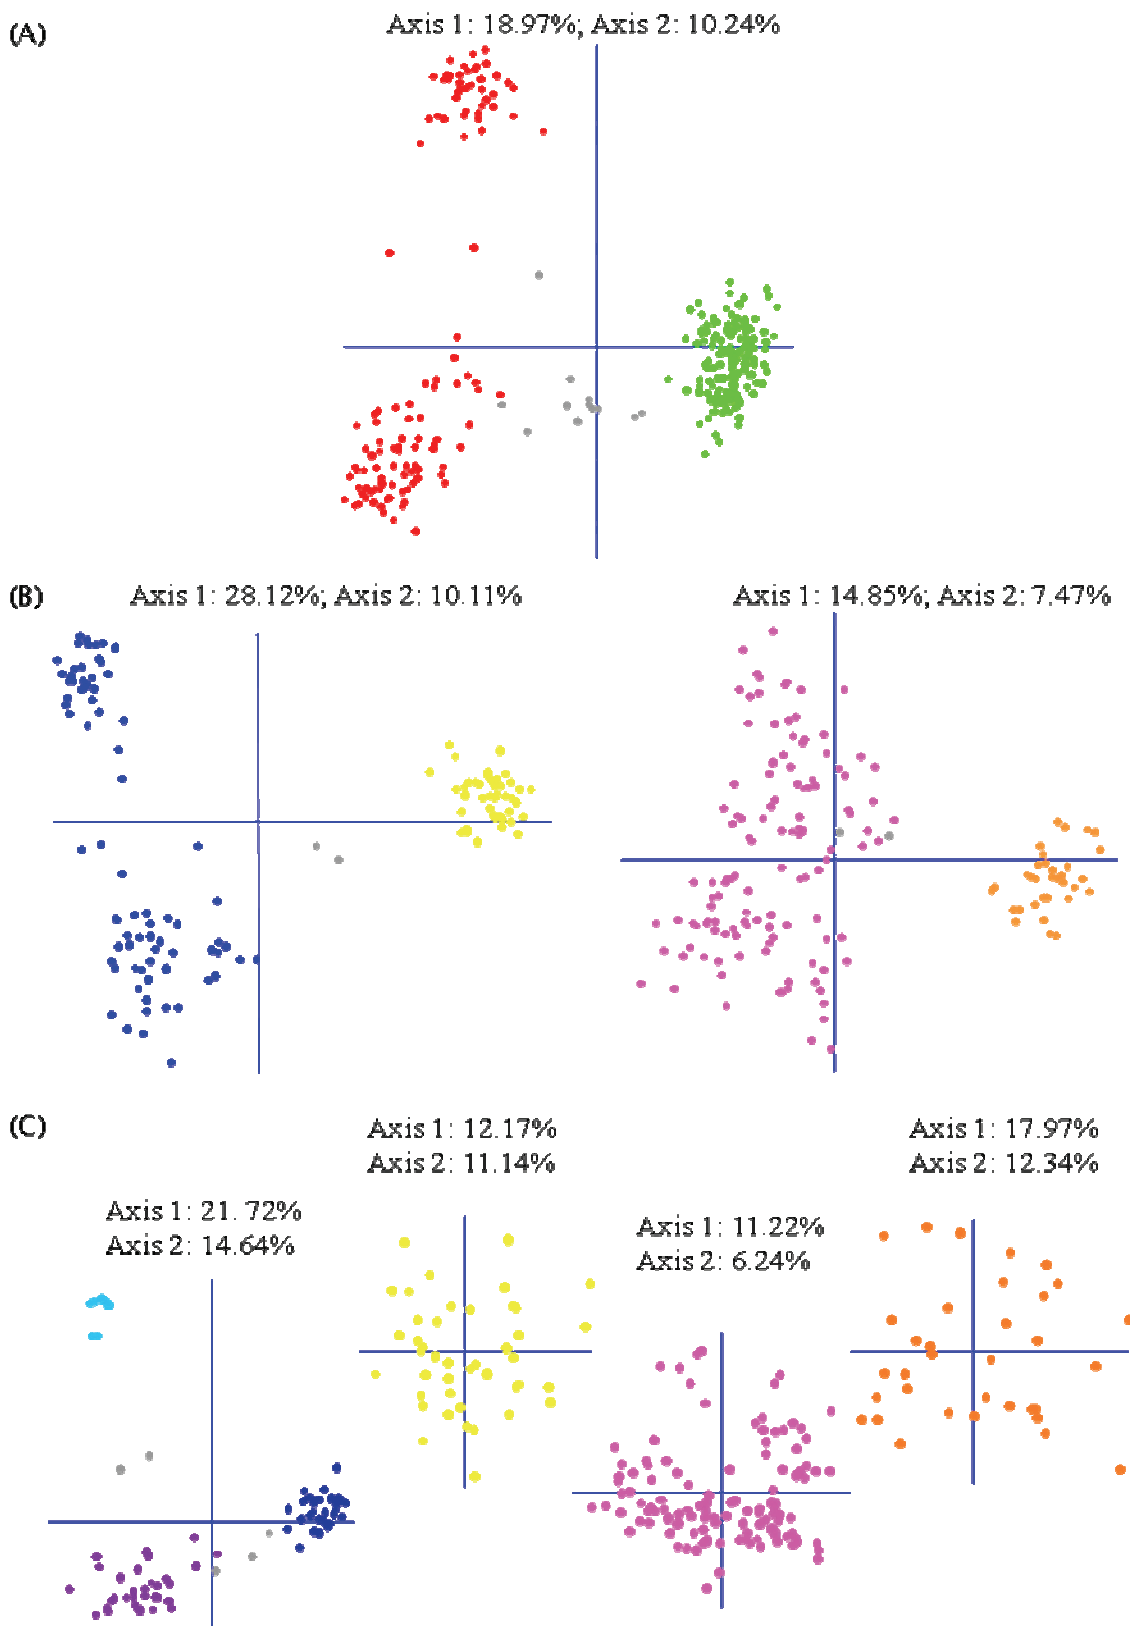 (A)
Axis 1: 18.97%; Axis 2: 10.24%
(B)
Axis 1: 28.12%; Axis 2: 10.11%
Axis 1: 14.85%; Axis 2: 7.47%
(C)
Axis 1: 21.72%
Axis 2: 14.64%
Axis 1: 12.17%
Axis 2: 11.14%
Axis 1: 11.22%
Axis 2: 6.24%
Axis 1: 17.97%
Axis 2: 12.34%